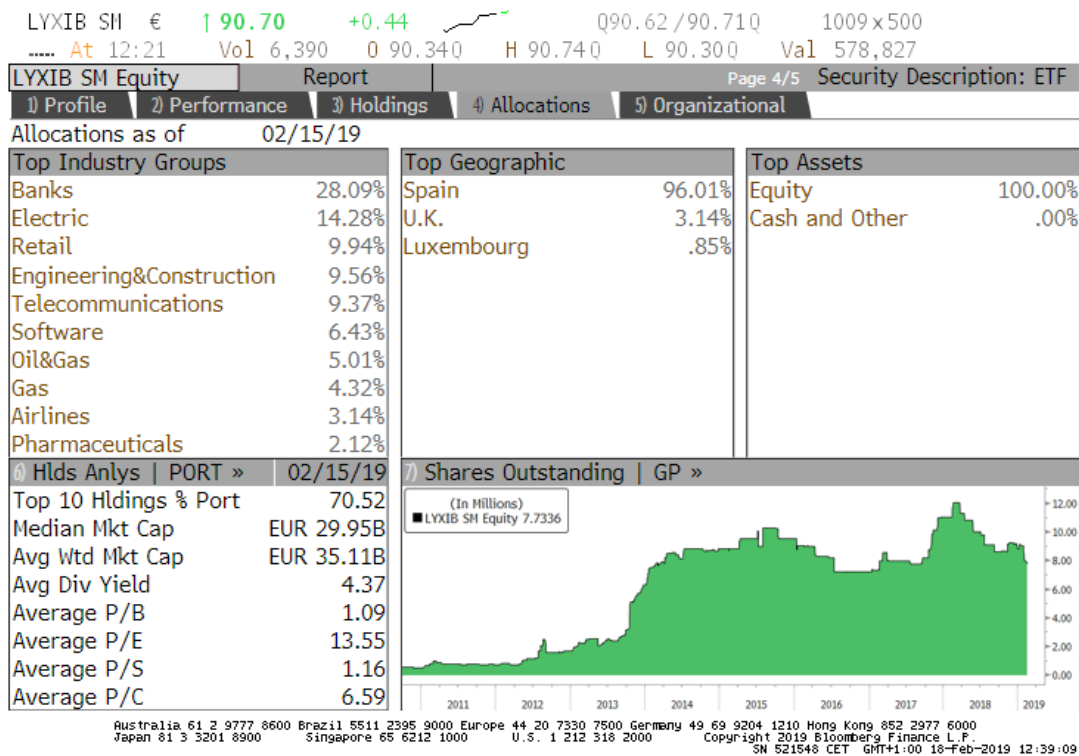 LYXIB SM € ↑90.70 +0.44 Q90.62/90.71Q 1009x500
At 12:21 Vol 6,390 O 90.34Q H 90.74Q L 90.30Q Val 578,827
LYXIB SM Equity Report Page 4/5 Security Description: ETF
1) Profile 2) Performance 3) Holdings 4) Allocations 5) Organizational
Allocations as of 02/15/19
Top Industry Groups
Banks 28.09%
Electric 14.28%
Retail 9.94%
Engineering&Construction 9.56%
Telecommunications 9.37%
Software 6.43%
Oil&Gas 5.01%
Gas 4.32%
Airlines 3.14%
Pharmaceuticals 2.12%
Top Geographic
Spain 96.01%
U.K. 3.14%
Luxembourg .85%
Top Assets
Equity 100.00%
Cash and Other .00%
6) Hlds Anlys | PORT » 02/15/19
Top 10 Hldings % Port 70.52
Median Mkt Cap EUR 29.95B
Avg Wtd Mkt Cap EUR 35.11B
Avg Div Yield 4.37
Average P/B 1.09
Average P/E 13.55
Average P/S 1.16
Average P/C 6.59
7) Shares Outstanding | GP »
(In Millions)
LYXIB SM Equity 7.7336
12.00
10.00
8.00
6.00
4.00
2.00
0.00
2011 2012 2013 2014 2015 2016 2017 2018 2019
Australia 61 2 9777 8600 Brazil 5511 2395 9000 Europe 44 20 7330 7500 Germany 49 69 9204 1210 Hong Kong 852 2977 6000
Japan 81 3 3201 8900 Singapore 65 6212 1000 U.S. 1 212 318 2000 Copyright 2019 Bloomberg Finance L.P.
SN 521548 CET GMT+1:00 18-Feb-2019 12:39:09